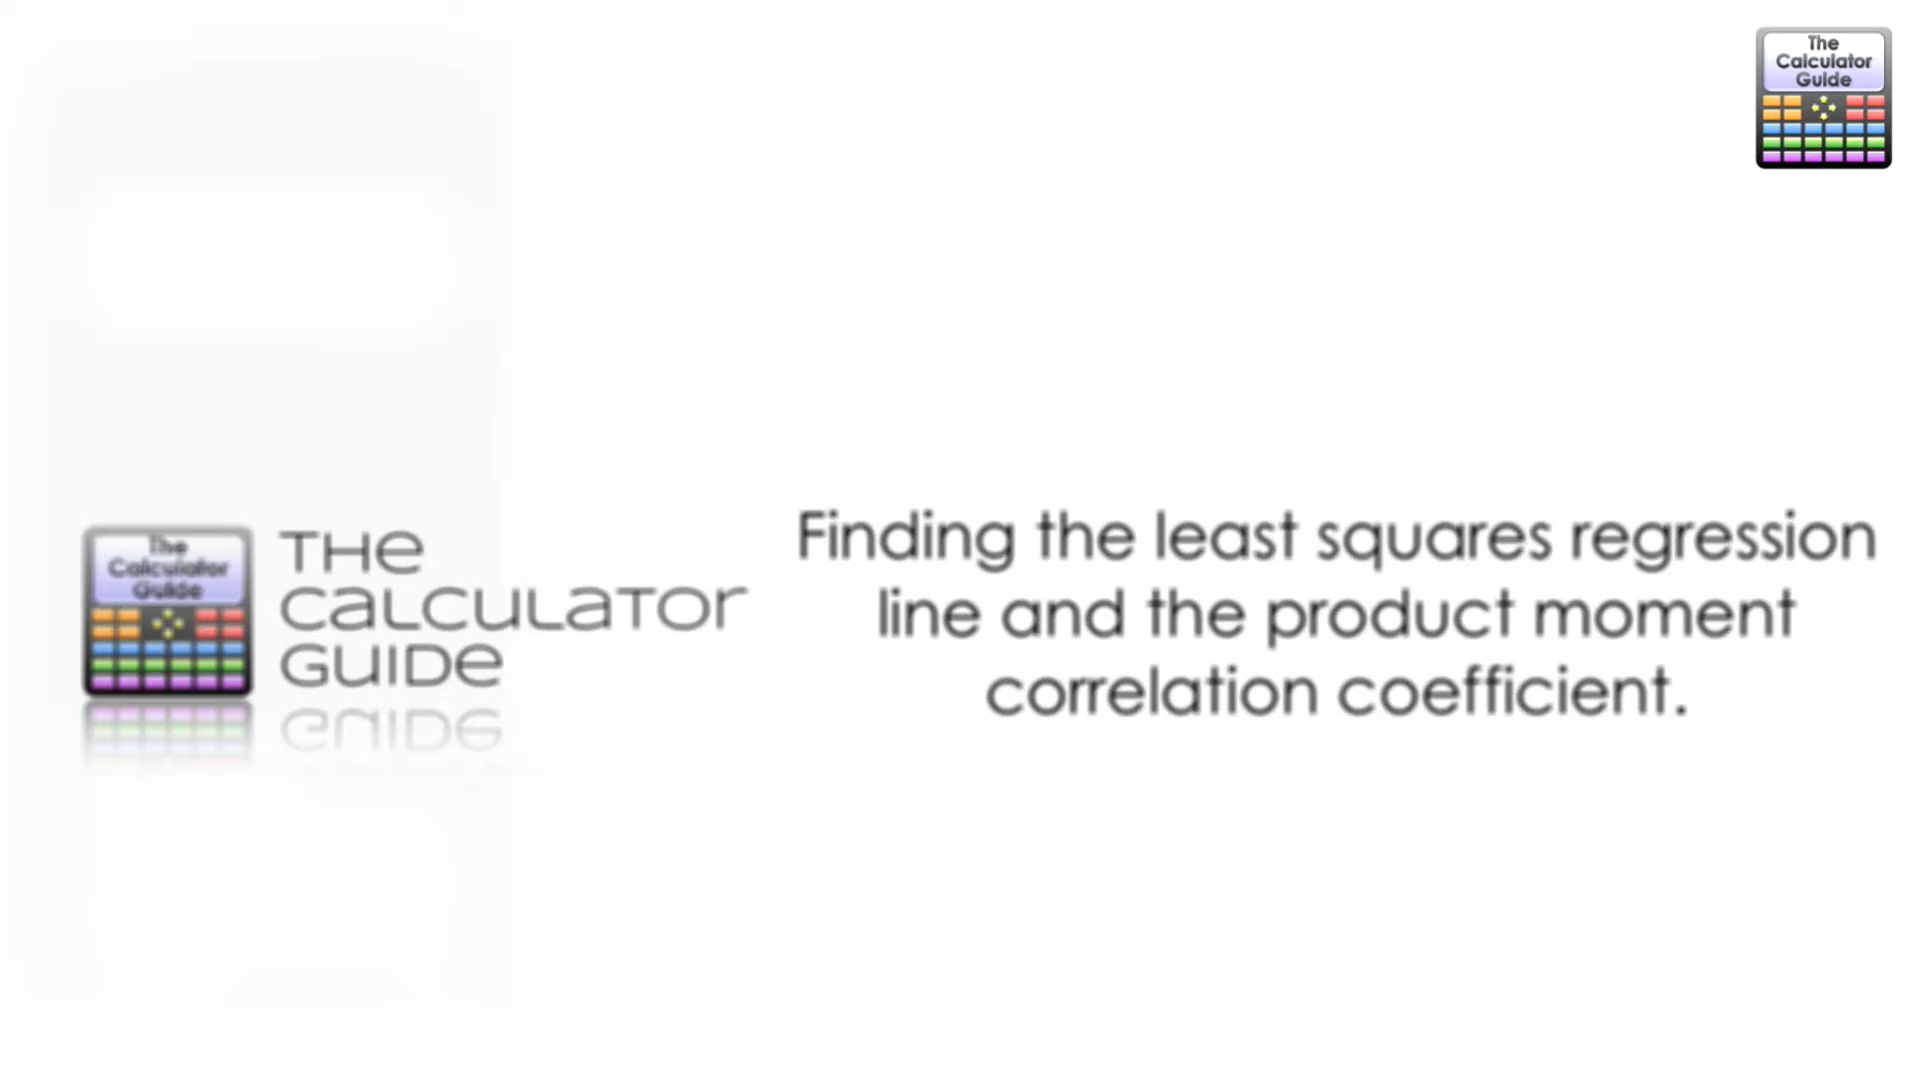 The
Calculator
Guide
The
Calculator
Guide
THE
CALCULATOR
GUIDE
Finding the least squares regression
line and the product moment
correlation coefficient.